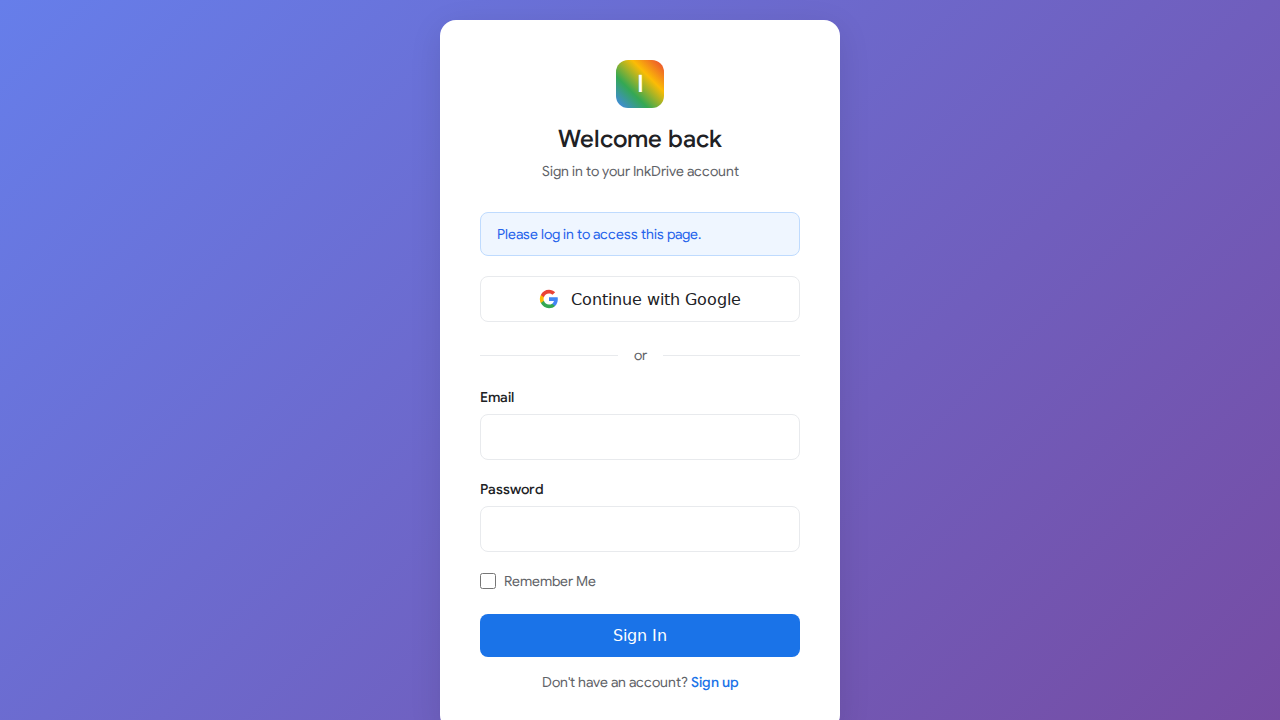 I
Welcome back
Sign in to your InkDrive account
Please log in to access this page.
Continue with Google
or
Email
Password
Remember Me
Sign In
Don't have an account? Sign up